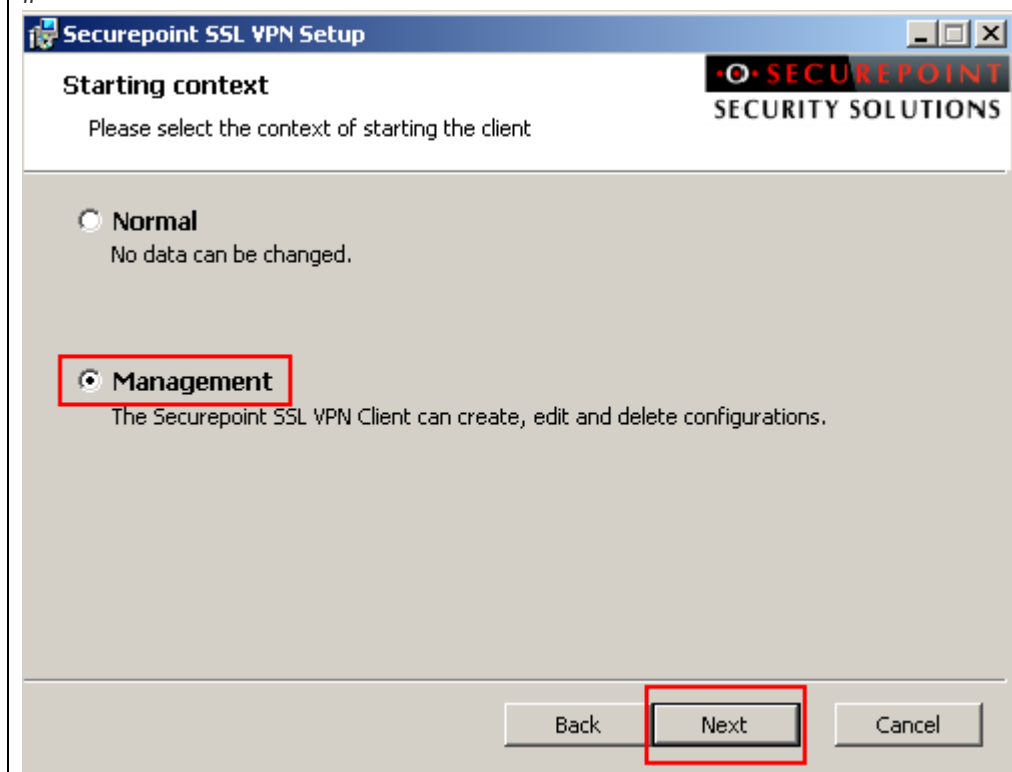 Securepoint SSL VPN Setup
Starting context
Please select the context of starting the client
SECUREPOINT
SECURITY SOLUTIONS
Normal
No data can be changed.
Management
The Securepoint SSL VPN Client can create, edit and delete configurations.
Back Next Cancel